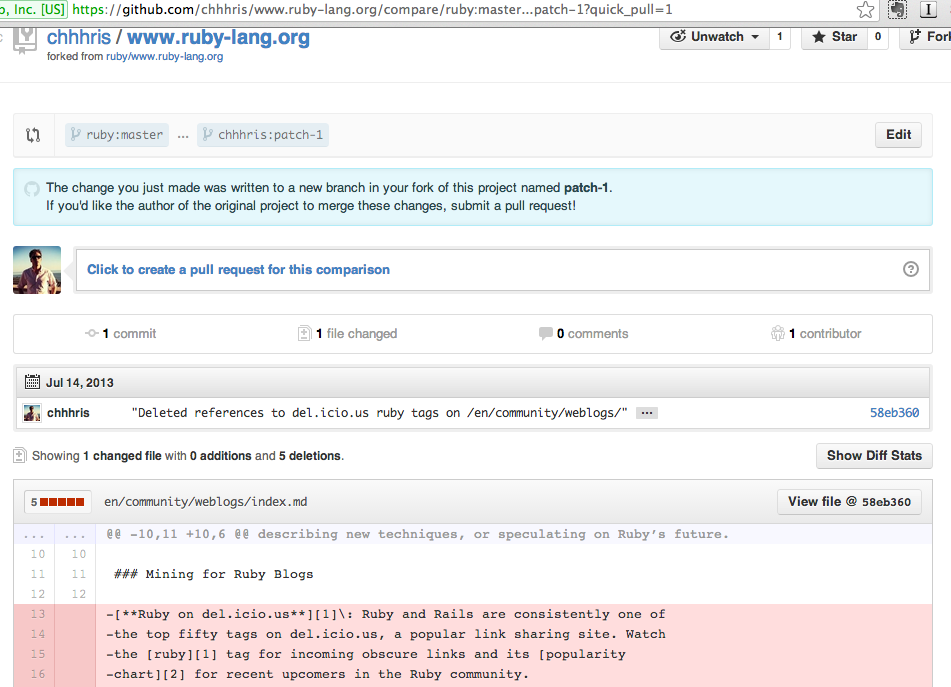 , Inc. [US] https://github.com/chhhris/www.ruby-lang.org/compare/ruby:master...patch-1?quick_pull=1
chhhris / www.ruby-lang.org
Unwatch 1 Star 0 Fork
forked from ruby/www.ruby-lang.org
ruby:master ... chhhris:patch-1 Edit
The change you just made was written to a new branch in your fork of this project named patch-1.
If you'd like the author of the original project to merge these changes, submit a pull request!
Click to create a pull request for this comparison ?
1 commit 1 file changed 0 comments 1 contributor
Jul 14, 2013
chhhris "Deleted references to del.icio.us ruby tags on /en/community/weblogs/" ... 58eb360
Showing 1 changed file with 0 additions and 5 deletions. Show Diff Stats
5 en/community/weblogs/index.md View file @ 58eb360
... ... @@ -10,11 +10,6 @@ describing new techniques, or speculating on Ruby’s future.
10 10
11 11 ### Mining for Ruby Blogs
12 12
13 -[**Ruby on del.icio.us**][1]\: Ruby and Rails are consistently one of
14 -the top fifty tags on del.icio.us, a popular link sharing site. Watch
15 -the [ruby][1] tag for incoming obscure links and its [popularity
16 -chart][2] for recent upcomers in the Ruby community.